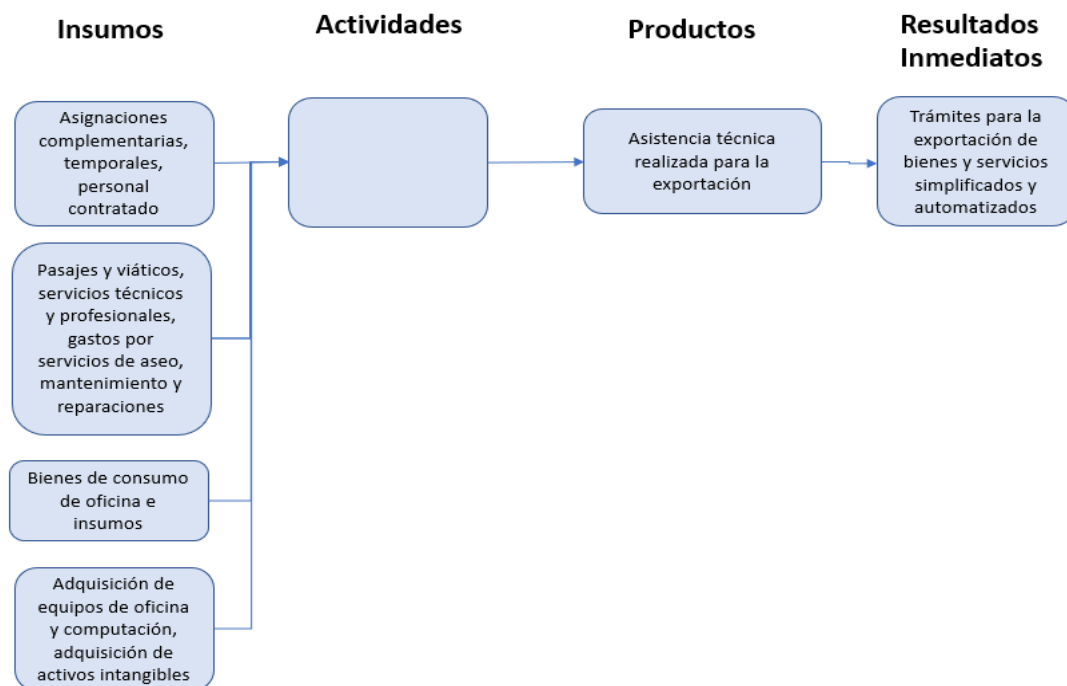 Insumos
Actividades
Productos
Resultados
Inmediatos
Asignaciones
complementarias,
temporales,
personal
contratado
Pasajes y viáticos,
servicios técnicos
y profesionales,
gastos por
servicios de aseo,
mantenimiento y
reparaciones
Bienes de consumo
de oficina e
insumos
Adquisición de
equipos de oficina
y computación,
adquisición de
activos intangibles
Asistencia técnica
realizada para la
exportación
Trámites para la
exportación de
bienes y servicios
simplificados y
automatizados